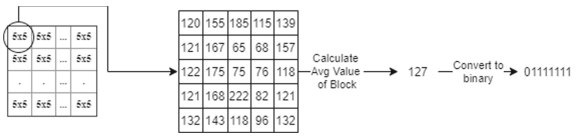 5x5 5x5 ... 5x5
5x5 5x5 ... 5x5
. . ... .
5x5 5x5 ... 5x5
120 155 185 115 139
121 167 65 68 157
122 175 75 76 118
121 168 222 82 121
132 143 118 96 132
Calculate
Avg Value
of Block
127
Convert to
binary
01111111